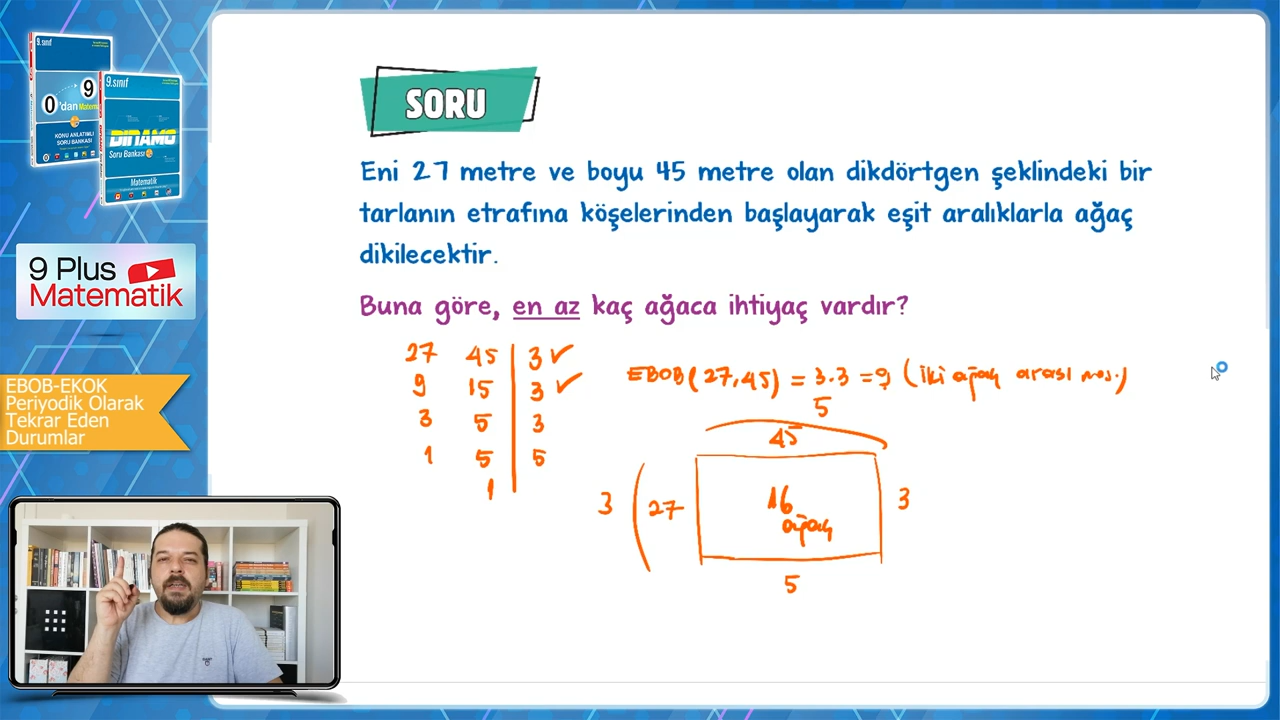 9.sınıf
0'dan 9 Matematik
KONU ANLATIMLI
SORU BANKASI
9.sınıf
DİNAMO
Soru Bankası
Matematik
9 Plus
Matematik
EBOB-EKOK
Periyodik Olarak
Tekrar Eden
Durumlar
SORU
Eni 27 metre ve boyu 45 metre olan dikdörtgen şeklindeki bir
tarlanın etrafına köşelerinden başlayarak eşit aralıklarla ağaç
dikilecektir.
Buna göre, en az kaç ağaca ihtiyaç vardır?
27 45 | 3 ✓
9 15 | 3 ✓
3 5 | 3
1 5 | 5
1
EBOB(27,45) = 3.3 = 9 (iki ağaç arası mes.)
5
45
3 27 16 3
ağaç
5